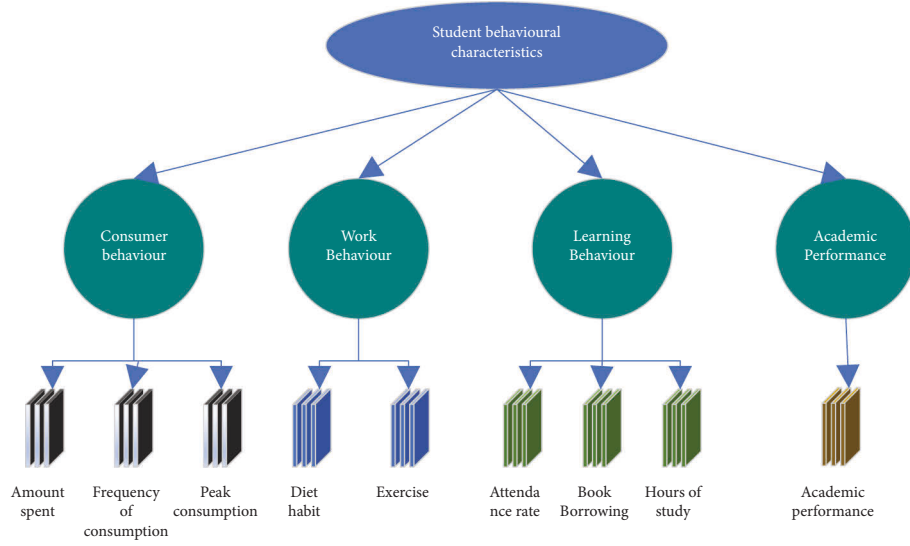 Student behavioural
characteristics
Consumer
behaviour
Work
Behaviour
Learning
Behaviour
Academic
Performance
Amount
spent
Frequency
of
consumption
Peak
consumption
Diet
habit
Exercise
Attenda
nce rate
Book
Borrowing
Hours of
study
Academic
performance